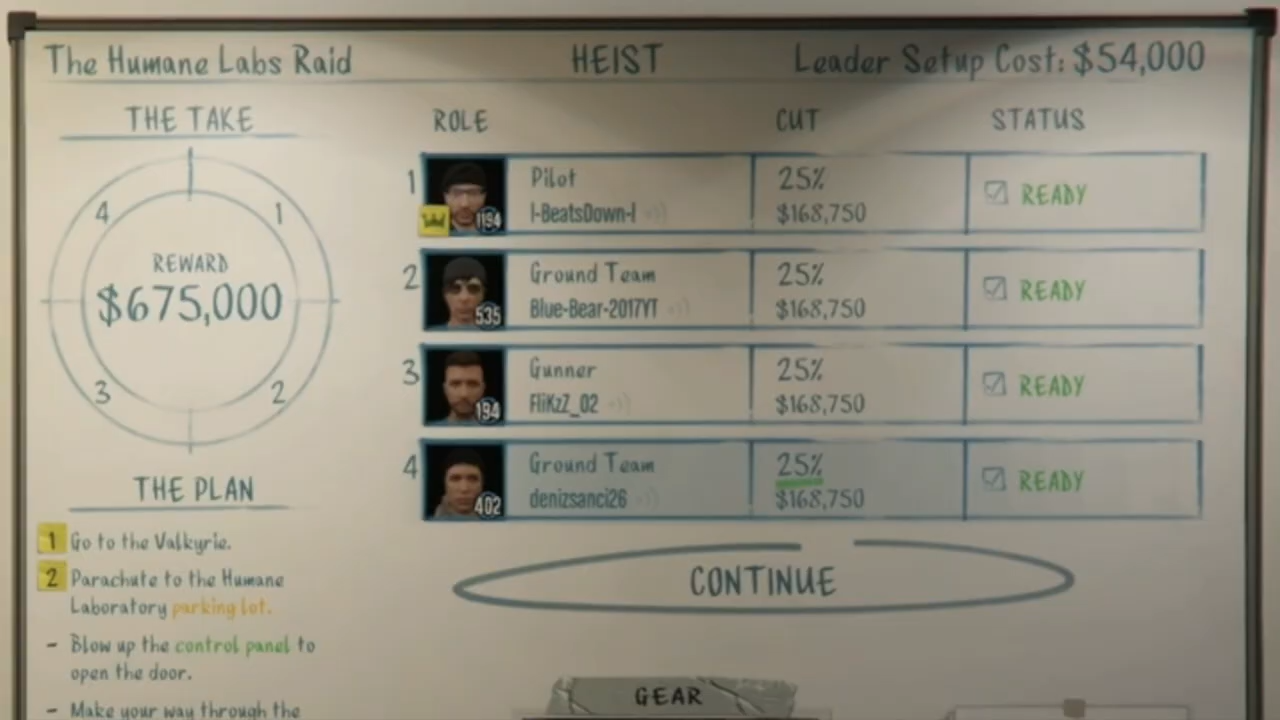 The Humane Labs Raid HEIST Leader Setup Cost: $54,000
THE TAKE
4 1
REWARD
$675,000
3 2
THE PLAN
1 Go to the Valkyrie.
2 Parachute to the Humane
Laboratory parking lot.
- Blow up the control panel to
open the door.
- Make your way through the
ROLE CUT STATUS
1 Pilot 25% READY
1194 l-BeatsDown-l $168,750
2 Ground Team 25% READY
535 Blue-Bear-2017YT $168,750
3 Gunner 25% READY
194 FliKzZ_02 $168,750
4 Ground Team 25% READY
402 denizsanci26 $168,750
CONTINUE
GEAR